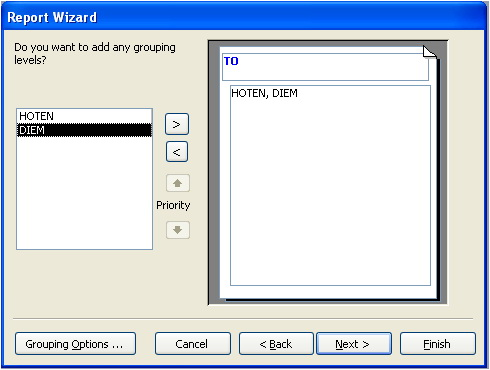 Report Wizard
Do you want to add any grouping
levels?
HOTEN
DIEM
>
<
Priority
TO
HOTEN, DIEM
Grouping Options ...
Cancel
< Back
Next >
Finish